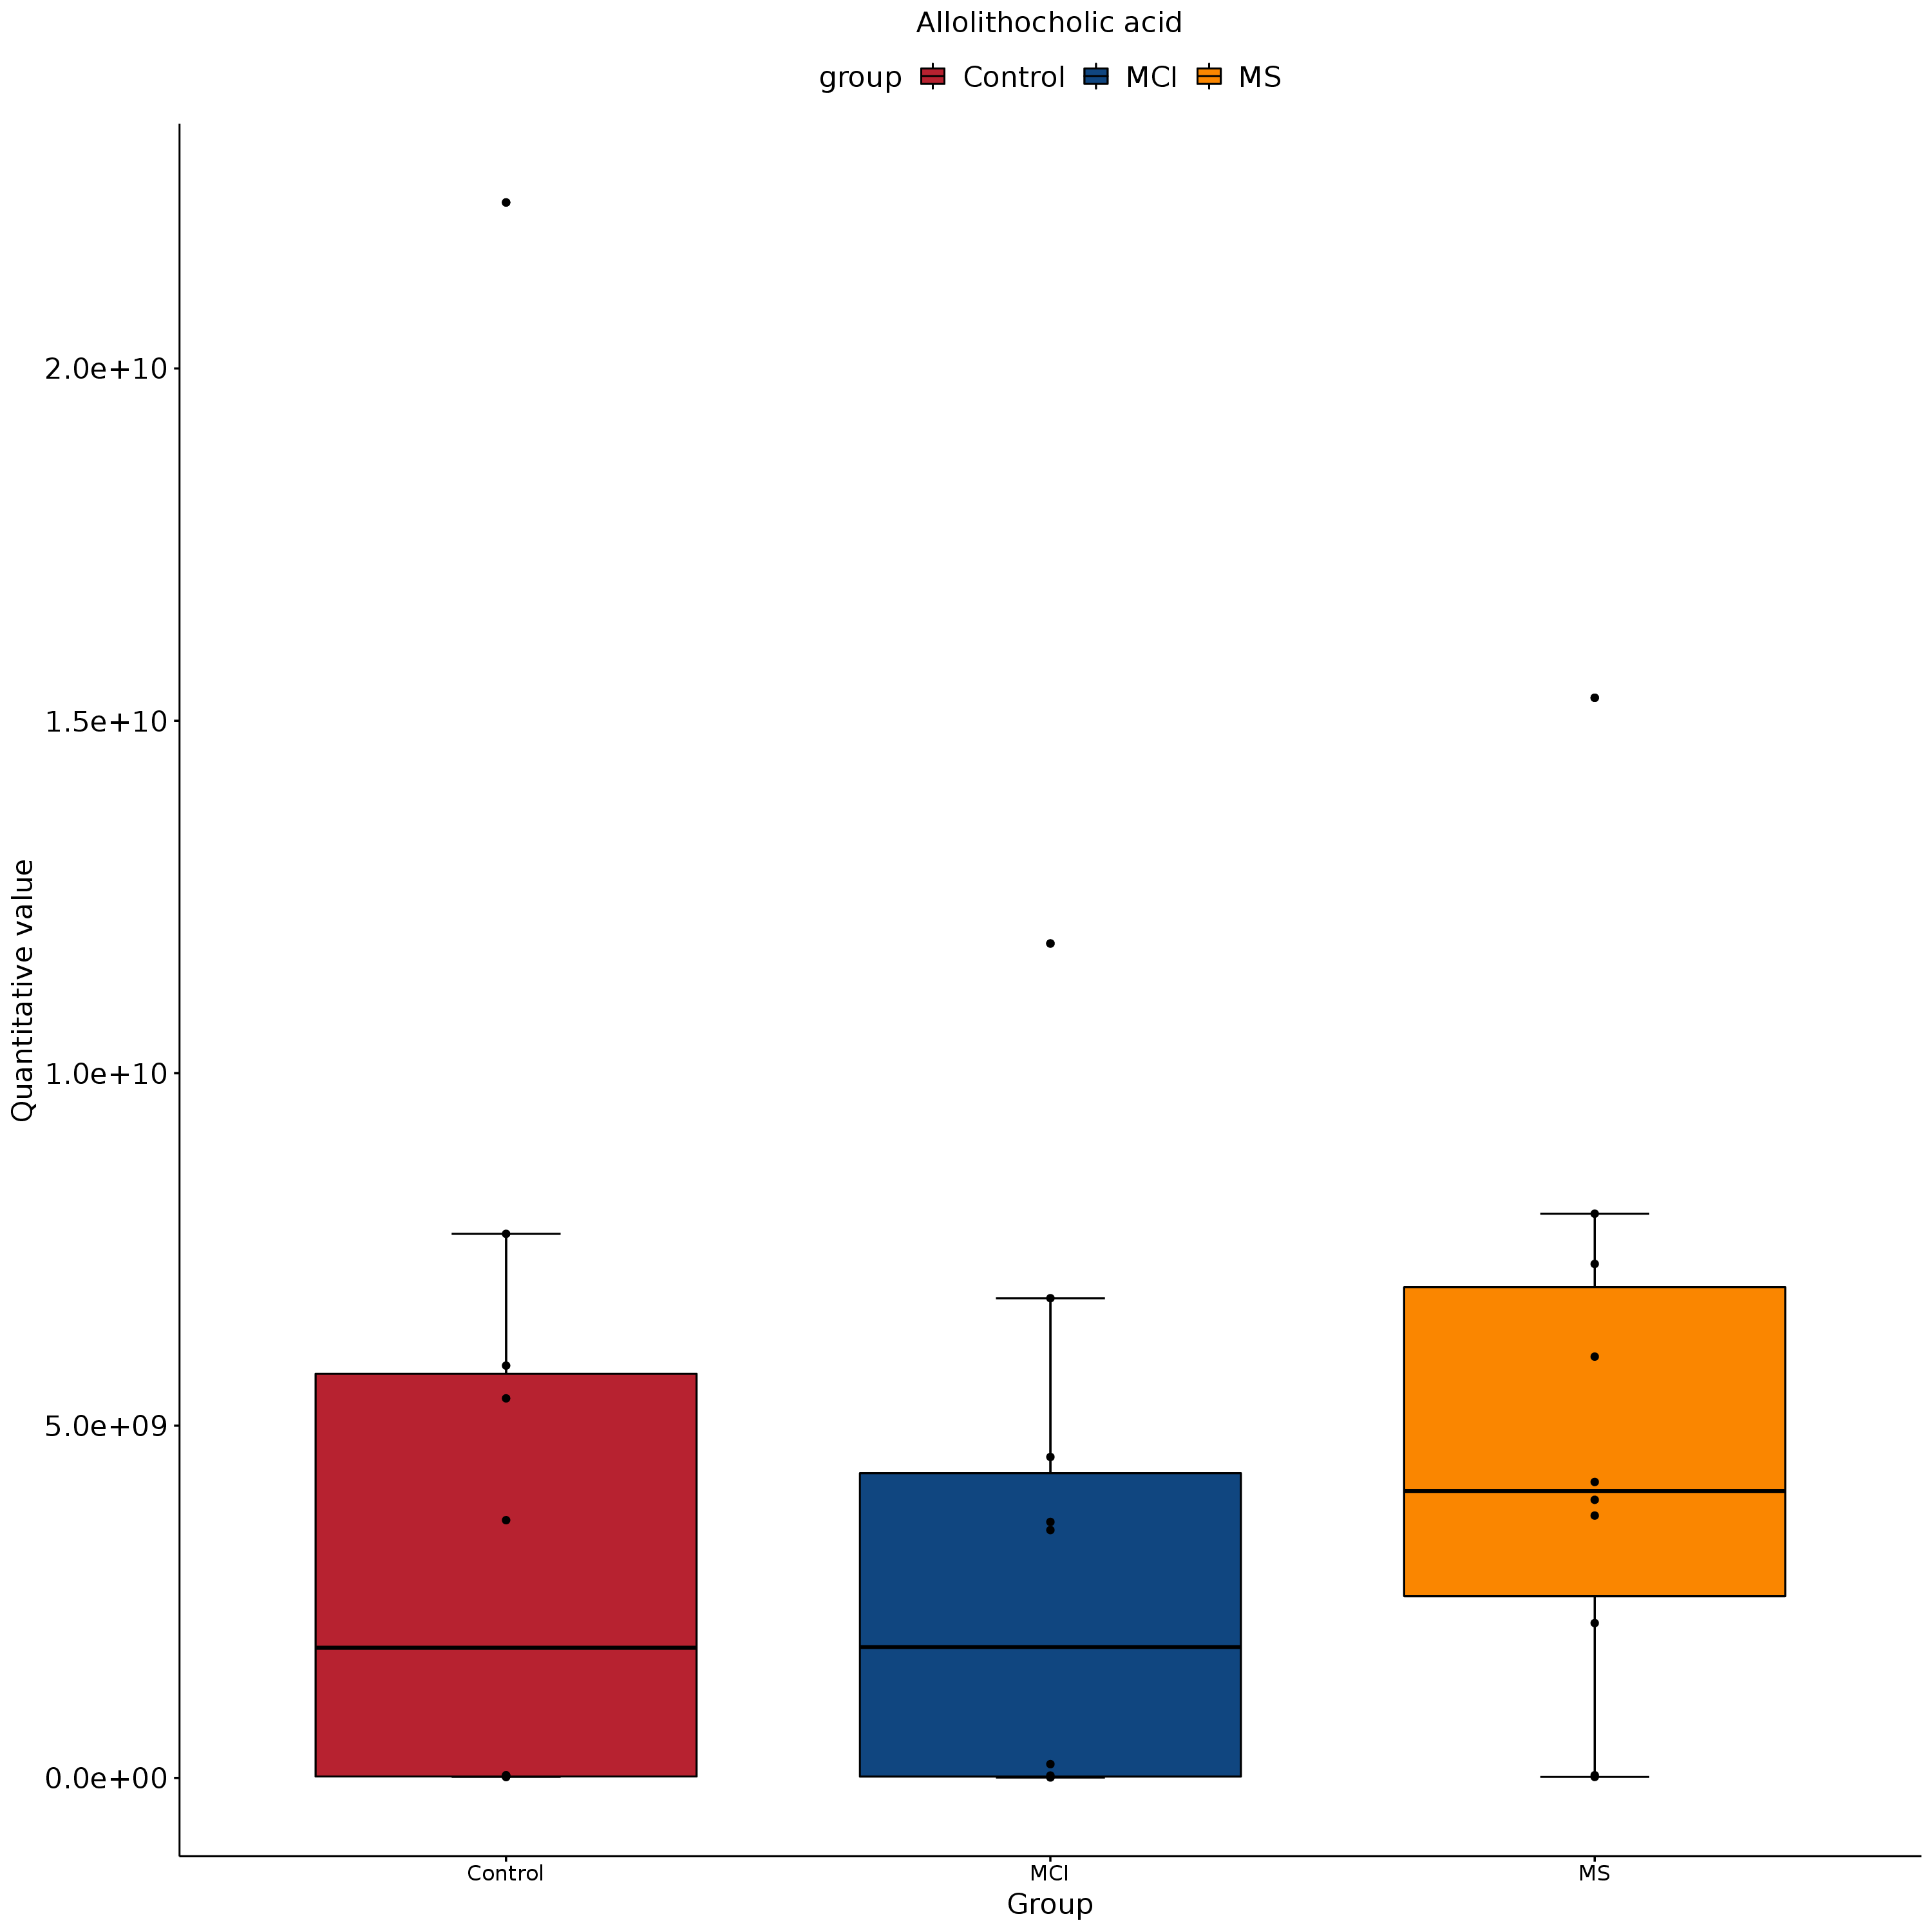 Allolithocholic acid
group Control MCI MS
Quantitative value
2.0e+10
1.5e+10
1.0e+10
5.0e+09
0.0e+00
Control MCI MS
Group